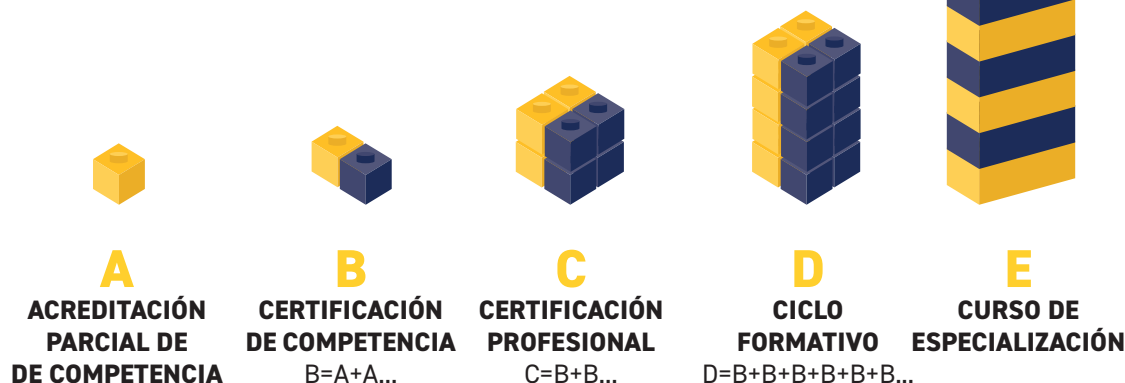 A
ACREDITACIÓN
PARCIAL DE
DE COMPETENCIA
B
CERTIFICACIÓN
DE COMPETENCIA
B=A+A...
C
CERTIFICACIÓN
PROFESIONAL
C=B+B...
D
CICLO
FORMATIVO
D=B+B+B+B+B+B...
E
CURSO DE
ESPECIALIZACIÓN